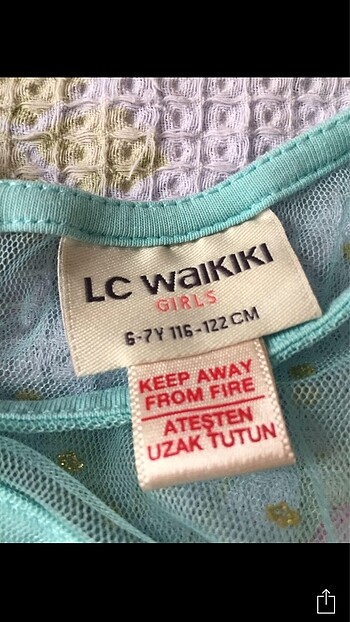 LC WAIKIKI
GIRLS
6-7Y 116-122 CM
KEEP AWAY
FROM FIRE
ATEŞTEN
UZAK TUTUN